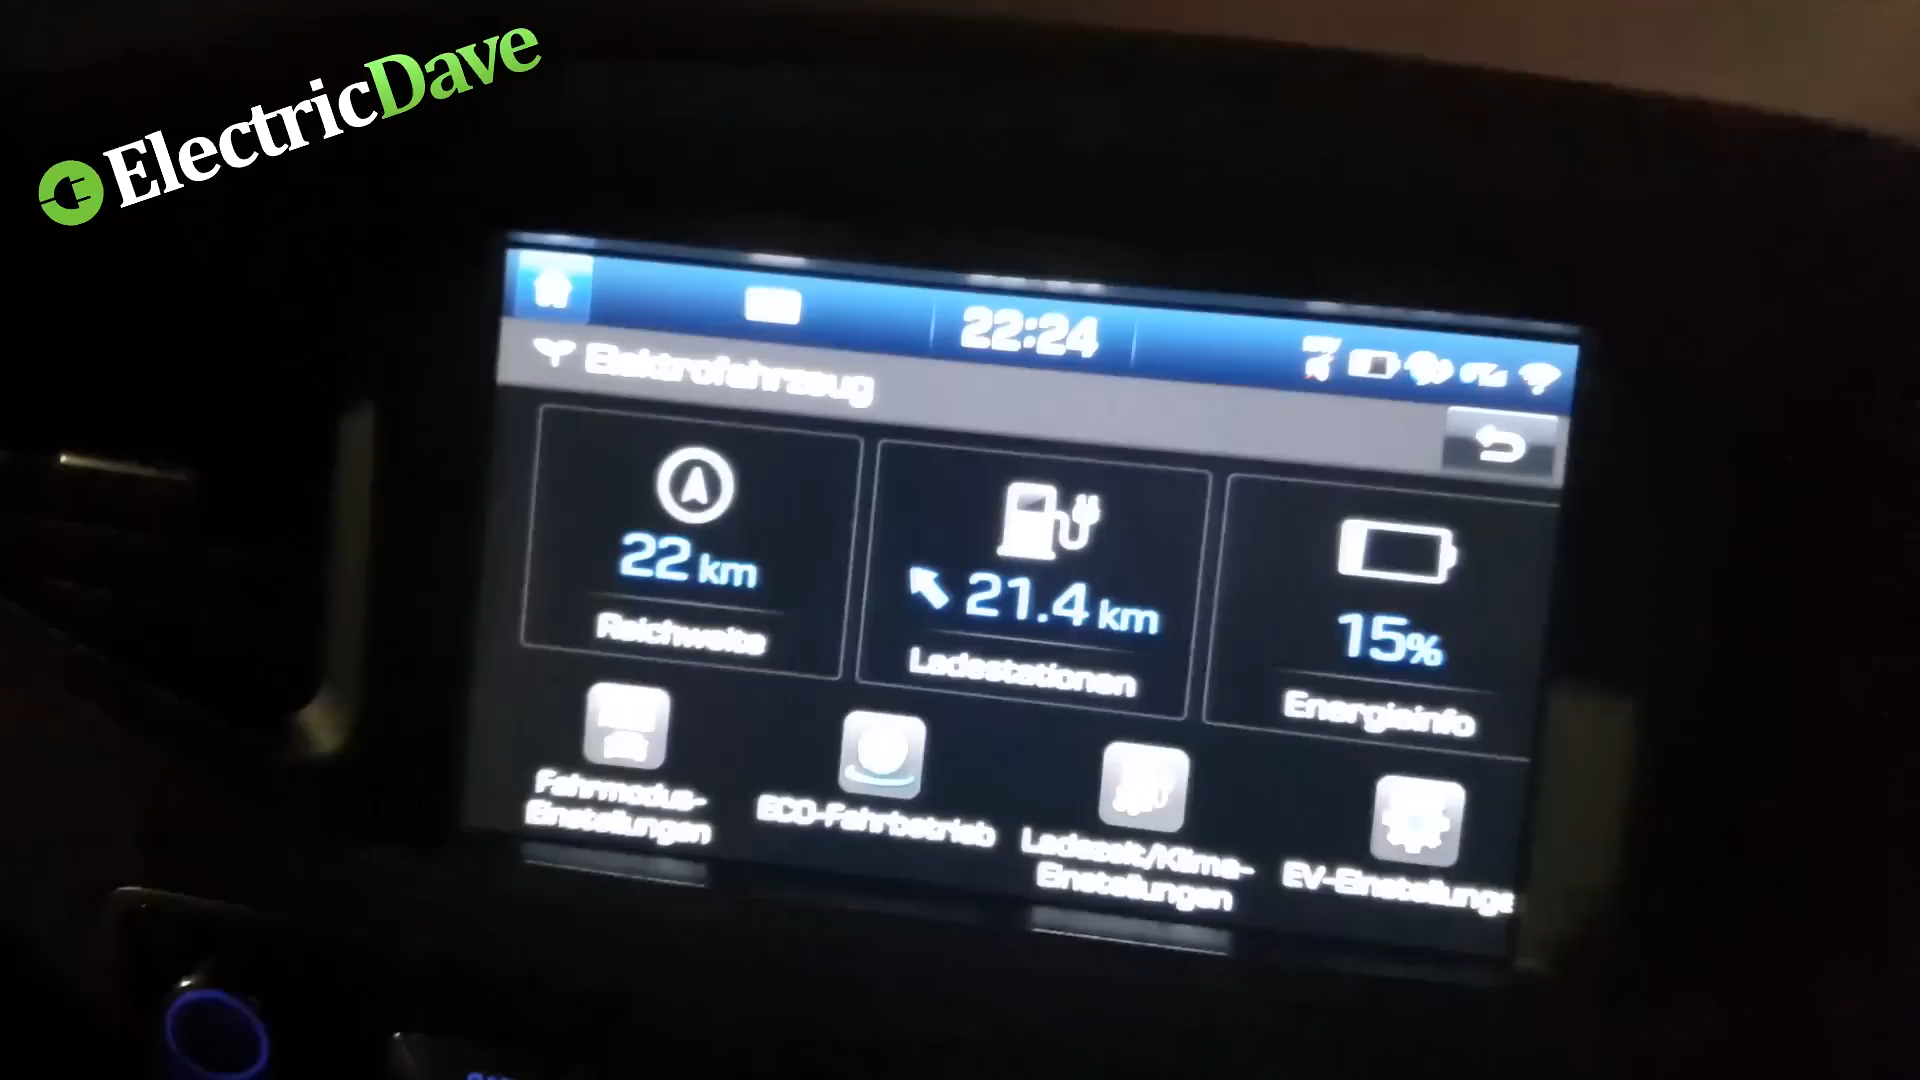 ElectricDave
22:24
Elektrofahrzeug
22 km
Reichweite
21.4 km
Ladestationen
15%
Energieinfo
Fahrmodus-
Einstellungen
ECO-Fahrbetrieb
Ladezeit/Klima-
Einstellungen
EV-Einstellunge